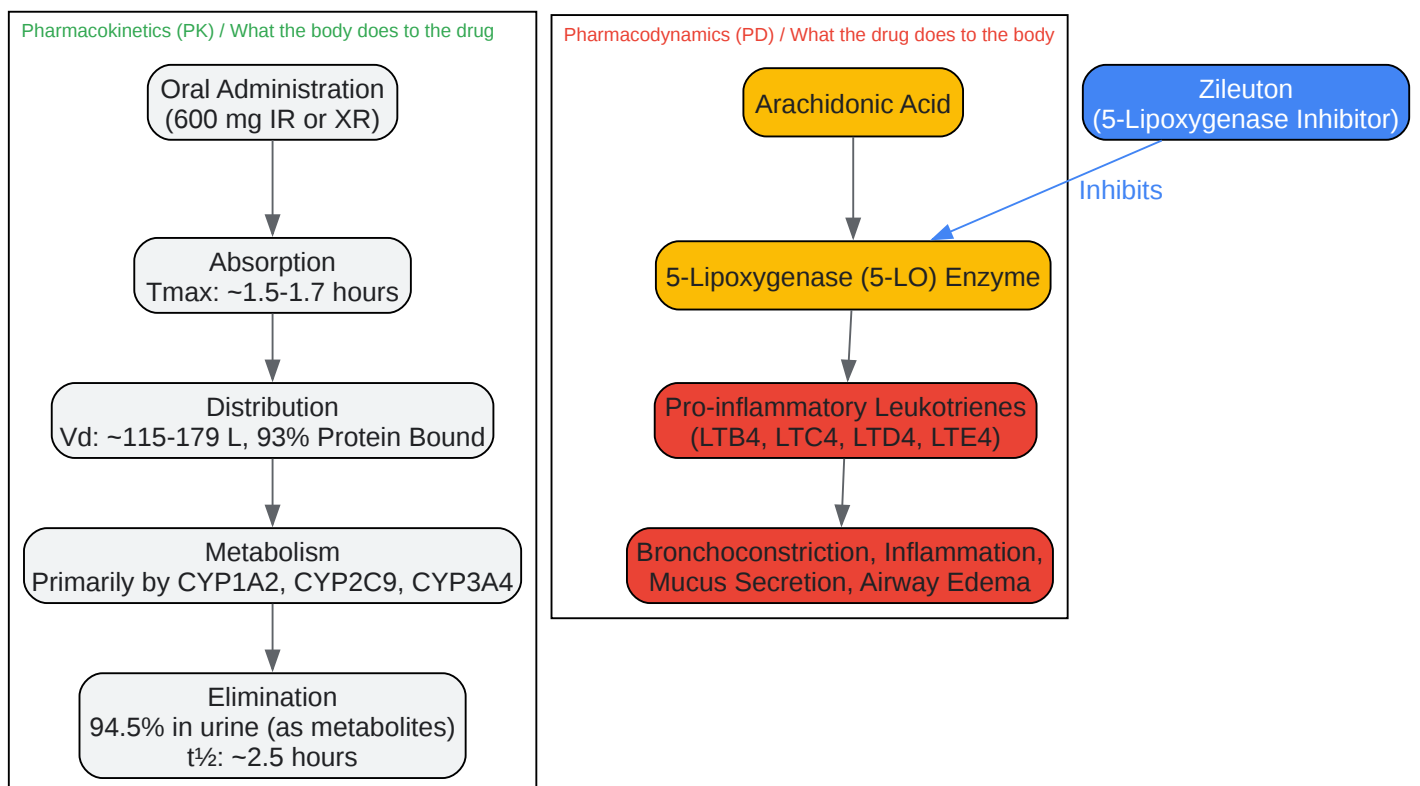 Pharmacokinetics (PK) / What the body does to the drug
Oral Administration
(600 mg IR or XR)
Absorption
Tmax: ~1.5-1.7 hours
Distribution
Vd: ~115-179 L, 93% Protein Bound
Metabolism
Primarily by CYP1A2, CYP2C9, CYP3A4
Elimination
94.5% in urine (as metabolites)
t½: ~2.5 hours
Pharmacodynamics (PD) / What the drug does to the body
Arachidonic Acid
5-Lipoxygenase (5-LO) Enzyme
Pro-inflammatory Leukotrienes
(LTB4, LTC4, LTD4, LTE4)
Bronchoconstriction, Inflammation,
Mucus Secretion, Airway Edema
Zileuton
(5-Lipoxygenase Inhibitor)
Inhibits